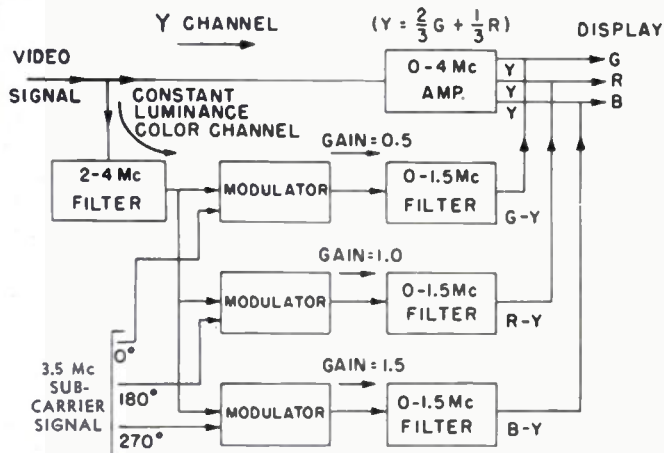 Y CHANNEL
(Y = 2/3 G + 1/3 R)
DISPLAY
VIDEO
SIGNAL
CONSTANT
LUMINANCE
COLOR CHANNEL
0-4 Mc
AMP.
Y
Y
Y
G
R
B
2-4 Mc
FILTER
MODULATOR
GAIN=0.5
0-1.5Mc
FILTER
G-Y
MODULATOR
GAIN=1.0
0-1.5Mc
FILTER
R-Y
3.5 Mc
SUB-
CARRIER
SIGNAL
0°
180°
270°
MODULATOR
GAIN=1.5
0-1.5Mc
FILTER
B-Y